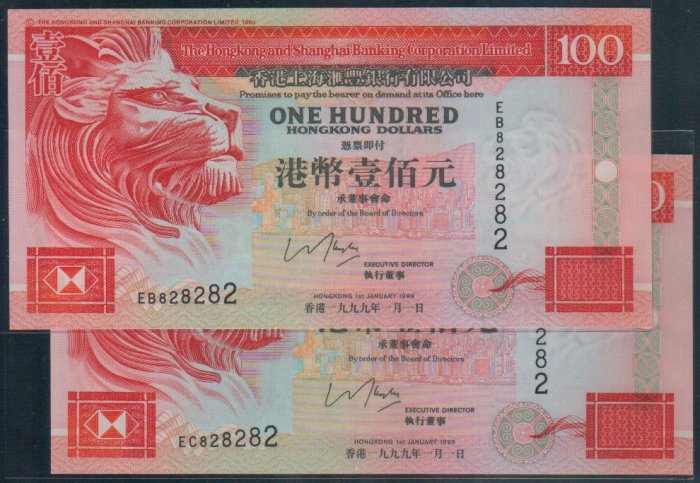 © THE HONGKONG AND SHANGHAI BANKING CORPORATION LIMITED 1993
壹佰
The Hongkong and Shanghai Banking Corporation Limited
100
香港上海滙豐銀行有限公司
Promises to pay the bearer on demand at its Office here
ONE HUNDRED
HONGKONG DOLLARS
憑票即付
港幣壹佰元
承董事會命
By order of the Board of Directors
EXECUTIVE DIRECTOR
執行董事
HONGKONG 1st JANUARY 1999
香港一九九九年一月一日
EB828282
EB828282
承董事會命
By order of the Board of Directors
EXECUTIVE DIRECTOR
執行董事
HONGKONG 1st JANUARY 1999
香港一九九九年一月一日
EC828282
282
0